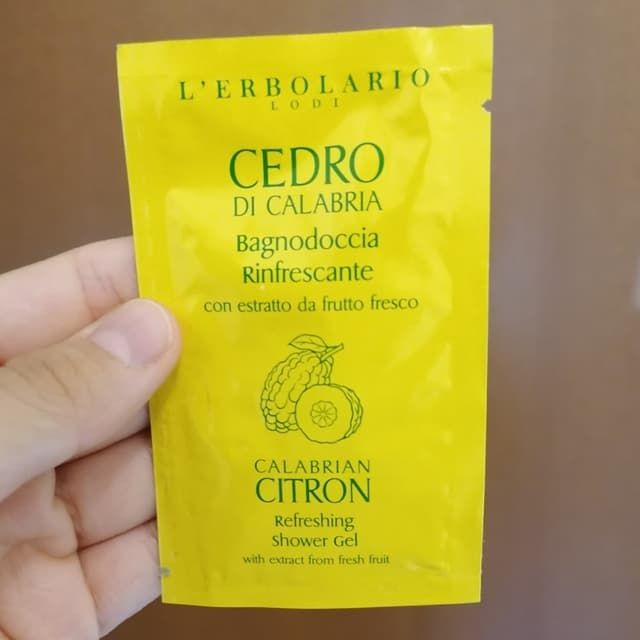 L'ERBOLARIO
LODI
CEDRO
DI CALABRIA
Bagnodoccia
Rinfrescante
con estratto da frutto fresco
CALABRIAN
CITRON
Refreshing
Shower Gel
with extract from fresh fruit